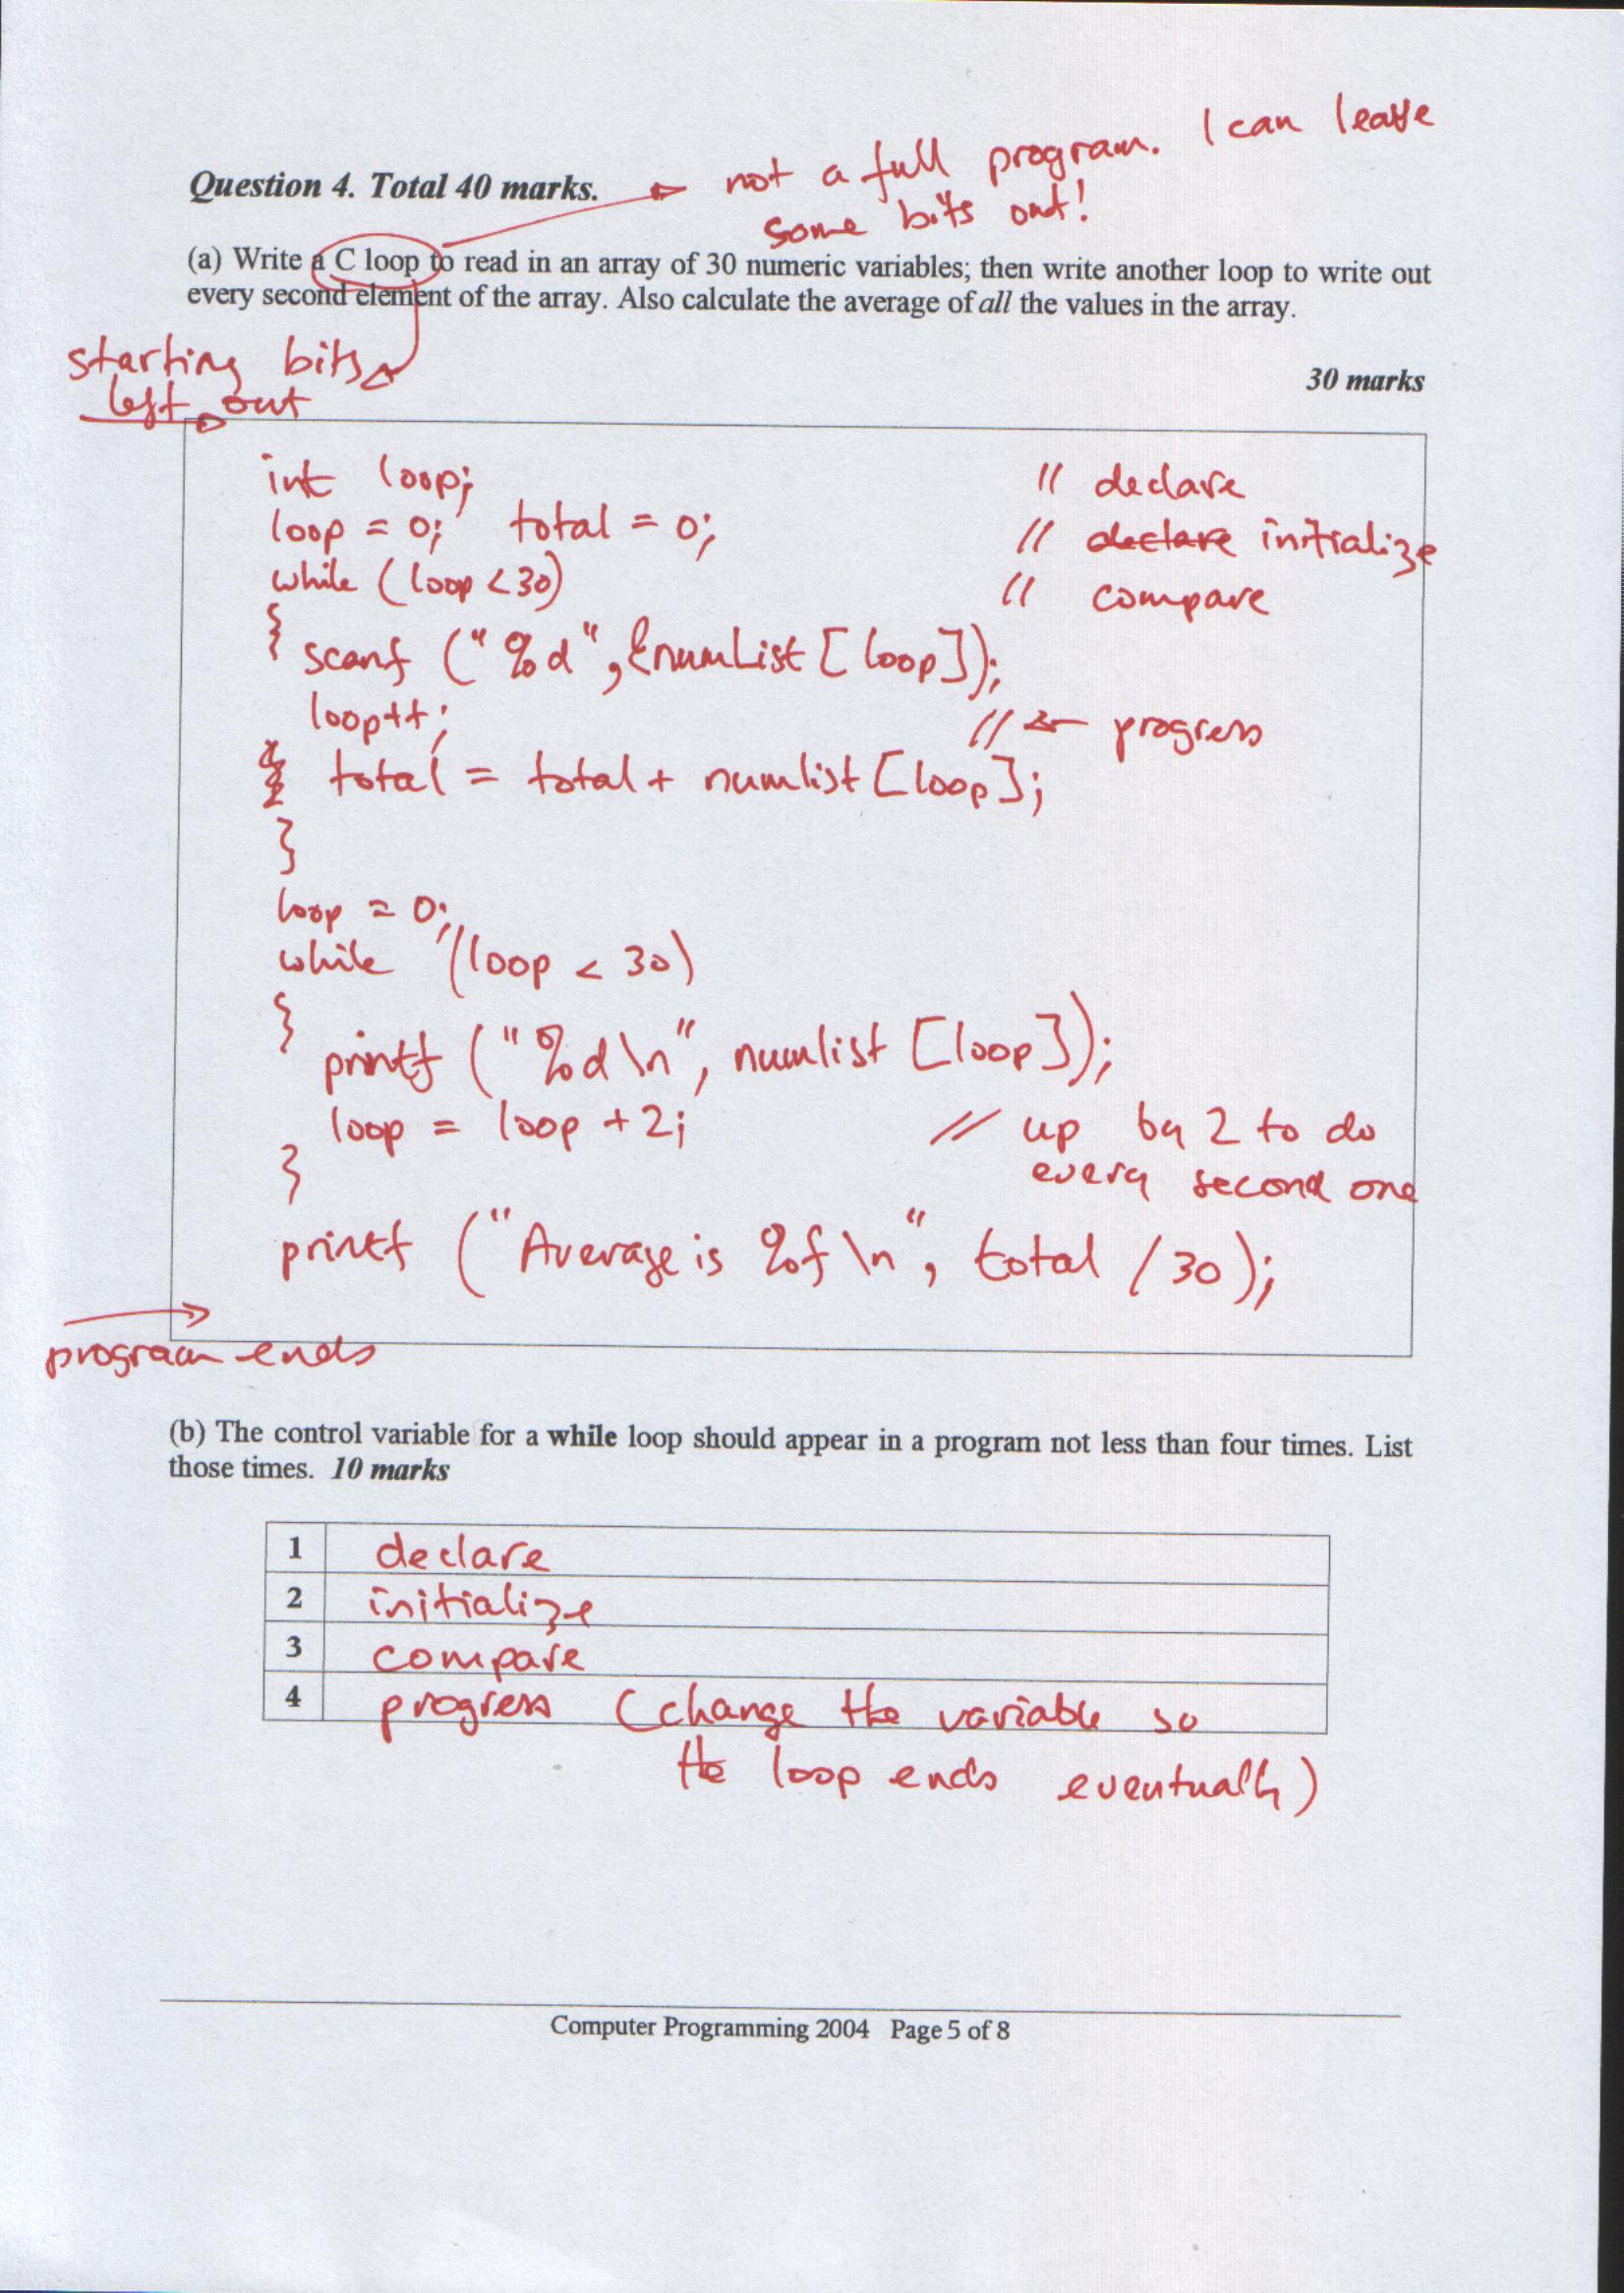 not a full program. I can leave
Question 4. Total 40 marks.
some bits out!
(a) Write a C loop to read in an array of 30 numeric variables; then write another loop to write out
every second element of the array. Also calculate the average of all the values in the array.
starting bits
left out
30 marks
int loop; // declare
loop = 0; total = 0; // declare initialize
while (loop <30) // compare
{ scanf ("%d", &numList [loop]);
loop++; // progress
total = total + numlist [loop];
}
loop = 0;
while (loop < 30)
{
printf ("%d\n", numlist [loop]);
loop = loop +2; // up by 2 to do
} every second one
printf ("Average is %f \n", total /30);
program ends
(b) The control variable for a while loop should appear in a program not less than four times. List
those times. 10 marks
1 declare
2 initialize
3 compare
4 progress (change the variable so
the loop ends eventually)
Computer Programming 2004 Page 5 of 8